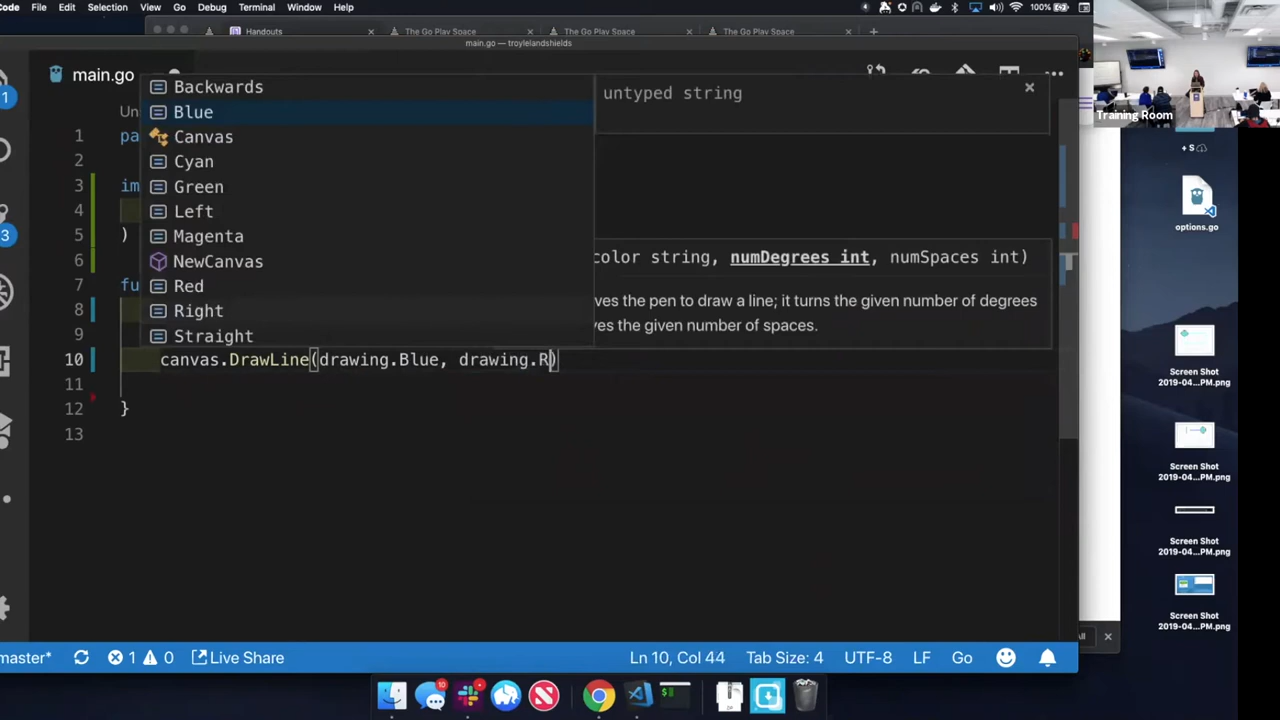 Code File Edit Selection View Go Debug Terminal Window Help 100%
Handouts The Go Play Space The Go Play Space The Go Play Space
main.go — troylelandshields
main.go
Training Room
+ S
options.go
Screen Shot
2019-04...PM.png
Screen Shot
2019-04...PM.png
Screen Shot
2019-04...PM.png
Screen Shot
2019-04...PM.png
Backwards
Blue
Canvas
Cyan
Green
Left
Magenta
NewCanvas
Red
Right
Straight
untyped string
color string, numDegrees int, numSpaces int)
ves the pen to draw a line; it turns the given number of degrees
ves the given number of spaces.
Un
1 pa
2
3 im
4
5 )
6
7 fu
8
9
10 canvas.DrawLine(drawing.Blue, drawing.R)
11
12 }
13
1
3
master* 1 0 Live Share Ln 10, Col 44 Tab Size: 4 UTF-8 LF Go
10